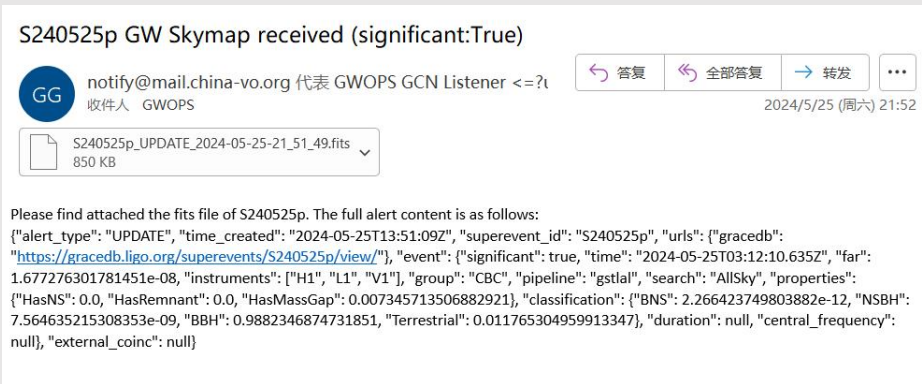 S240525p GW Skymap received (significant:True)
GG
notify@mail.china-vo.org 代表 GWOPS GCN Listener <=?u
收件人 GWOPS
答复
全部答复
转发
2024/5/25 (周六) 21:52
S240525p_UPDATE_2024-05-25-21_51_49.fits
850 KB
Please find attached the fits file of S240525p. The full alert content is as follows:
{"alert_type": "UPDATE", "time_created": "2024-05-25T13:51:09Z", "superevent_id": "S240525p", "urls": {"gracedb":
"https://gracedb.ligo.org/superevents/S240525p/view/"}, "event": {"significant": true, "time": "2024-05-25T03:12:10.635Z", "far":
1.677276301781451e-08, "instruments": ["H1", "L1", "V1"], "group": "CBC", "pipeline": "gstlal", "search": "AllSky", "properties":
{"HasNS": 0.0, "HasRemnant": 0.0, "HasMassGap": 0.007345713506882921}, "classification": {"BNS": 2.266423749803882e-12, "NSBH":
7.564635215308353e-09, "BBH": 0.9882346874731851, "Terrestrial": 0.011765304959913347}, "duration": null, "central_frequency":
null}, "external_coinc": null}